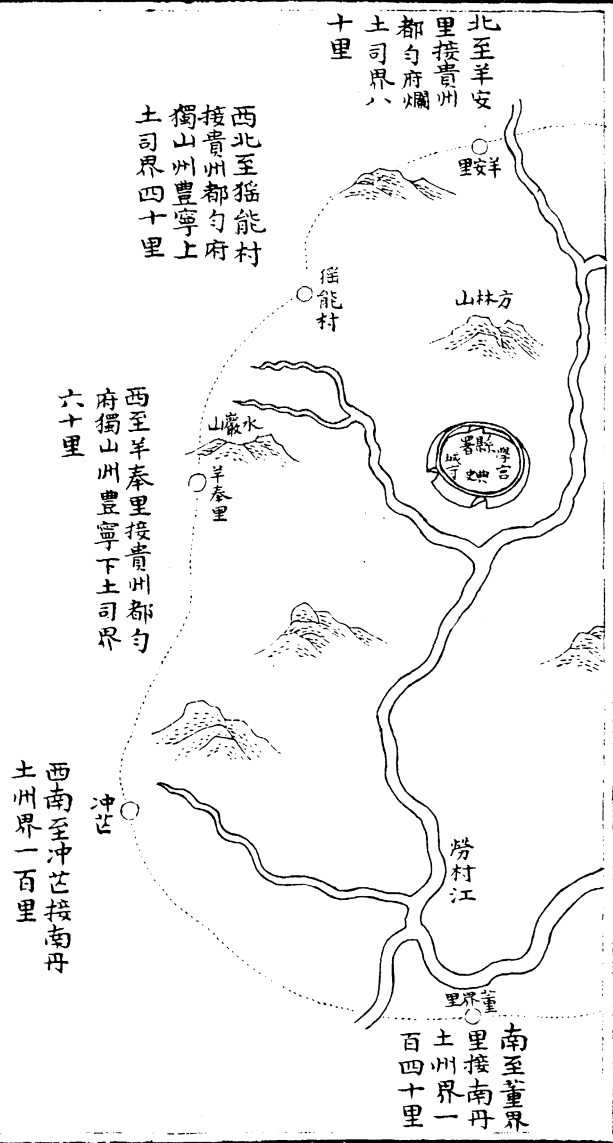 北至羊安
里接貴州
都勻府爛
土司界八
十里
羊安里
西北至猺能村
接貴州都勻府
獨山州豐寧上
土司界四十里
猺能村
方林山
水巖山
縣署
學官
城守
典
西至羊奉里接貴州都勻
府獨山州豐寧下土司界
六十里
羊奉里
西南至冲芒接南丹
土州界一百里
冲芒
勞村江
董界里
南至董界
里接南丹
土州界一
百四十里